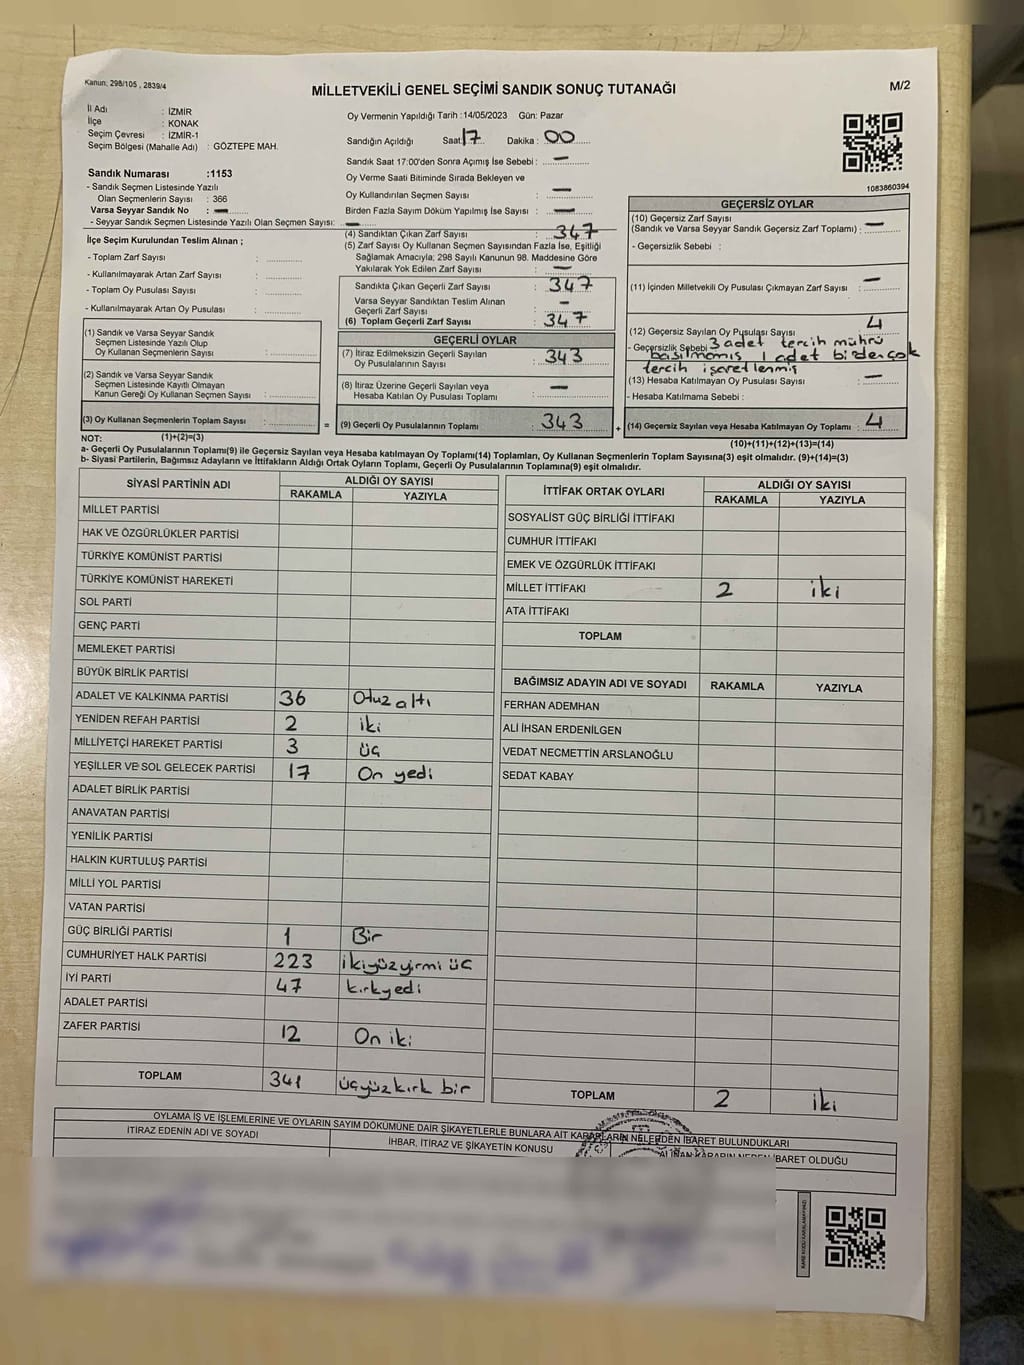 Kanun; 298/105 , 2839/4
MİLLETVEKİLİ GENEL SEÇİMİ SANDIK SONUÇ TUTANAĞI
M/2
İl Adı : İZMİR
İlçe : KONAK
Seçim Çevresi : İZMİR-1
Seçim Bölgesi (Mahalle Adı) : GÖZTEPE MAH.
Sandık Numarası :1153
- Sandık Seçmen Listesinde Yazılı
Olan Seçmenlerin Sayısı : 366
Varsa Seyyar Sandık No : —
- Seyyar Sandık Seçmen Listesinde Yazılı Olan Seçmen Sayısı: —
İlçe Seçim Kurulundan Teslim Alınan ;
- Toplam Zarf Sayısı :
- Kullanılmayarak Artan Zarf Sayısı :
- Toplam Oy Pusulası Sayısı :
- Kullanılmayarak Artan Oy Pusulası :
(1) Sandık ve Varsa Seyyar Sandık
Seçmen Listesinde Yazılı Olup
Oy Kullanan Seçmenlerin Sayısı :
(2) Sandık ve Varsa Seyyar Sandık
Seçmen Listesinde Kayıtlı Olmayan
Kanun Gereği Oy Kullanan Seçmen Sayısı :
(3) Oy Kullanan Seçmenlerin Toplam Sayısı :
(1)+(2)=(3)
Oy Vermenin Yapıldığı Tarih :14/05/2023 Gün: Pazar
Sandığın Açıldığı Saat: 17 Dakika : 00
Sandık Saat 17:00'den Sonra Açımış İse Sebebi : —
Oy Verme Saati Bitiminde Sırada Bekleyen ve
Oy Kullandırılan Seçmen Sayısı : —
Birden Fazla Sayım Döküm Yapılmış İse Sayısı : —
(4) Sandıktan Çıkan Zarf Sayısı : 347
(5) Zarf Sayısı Oy Kullanan Seçmen Sayısından Fazla İse, Eşitliği
Sağlamak Amacıyla; 298 Sayılı Kanunun 98. Maddesine Göre
Yakılarak Yok Edilen Zarf Sayısı : —
Sandıkta Çıkan Geçerli Zarf Sayısı : 347
Varsa Seyyar Sandıktan Teslim Alınan
Geçerli Zarf Sayısı : —
(6) Toplam Geçerli Zarf Sayısı : 347
GEÇERLİ OYLAR
(7) İtiraz Edilmeksizin Geçerli Sayılan
Oy Pusulasının Sayısı : 343
(8) İtiraz Üzerine Geçerli Sayılan veya
Hesaba Katılan Oy Pusulası Toplamı : —
= (9) Geçerli Oy Pusulalarının Toplamı : 343
1083860394
GEÇERSİZ OYLAR
(10) Geçersiz Zarf Sayısı
(Sandık ve Varsa Seyyar Sandık Geçersiz Zarf Toplamı) : —
- Geçersizlik Sebebi :
(11) İçinden Milletvekili Oy Pusulası Çıkmayan Zarf Sayısı : —
(12) Geçersiz Sayılan Oy Pusulası Sayısı : 4
- Geçersizlik Sebebi 3 adet tercih mührü
basılmamış 1 adet birden çok
tercih işaretlenmiş
(13) Hesaba Katılmayan Oy Pusulası Sayısı : —
- Hesaba Katılmama Sebebi :
+ (14) Geçersiz Sayılan veya Hesaba Katılmayan Oy Toplamı : 4
(10)+(11)+(12)+(13)=(14)
NOT:
a- Geçerli Oy Pusulalarının Toplamı(9) ile Geçersiz Sayılan veya Hesaba katılmayan Oy Toplamı(14) Toplamları, Oy Kullanan Seçmenlerin Toplam Sayısına(3) eşit olmalıdır. (9)+(14)=(3)
b- Siyasi Partilerin, Bağımsız Adayların ve İttifakların Aldığı Ortak Oyların Toplamı, Geçerli Oy Pusulalarının Toplamına(9) eşit olmalıdır.
SİYASİ PARTİNİN ADI
ALDIĞI OY SAYISI
RAKAMLA YAZIYLA
MİLLET PARTİSİ
HAK VE ÖZGÜRLÜKLER PARTİSİ
TÜRKİYE KOMÜNİST PARTİSİ
TÜRKİYE KOMÜNİST HAREKETİ
SOL PARTİ
GENÇ PARTİ
MEMLEKET PARTİSİ
BÜYÜK BİRLİK PARTİSİ
ADALET VE KALKINMA PARTİSİ 36 Otuz altı
YENİDEN REFAH PARTİSİ 2 iki
MİLLİYETÇİ HAREKET PARTİSİ 3 üç
YEŞİLLER VE SOL GELECEK PARTİSİ 17 On yedi
ADALET BİRLİK PARTİSİ
ANAVATAN PARTİSİ
YENİLİK PARTİSİ
HALKIN KURTULUŞ PARTİSİ
MİLLİ YOL PARTİSİ
VATAN PARTİSİ
GÜÇ BİRLİĞİ PARTİSİ 1 Bir
CUMHURİYET HALK PARTİSİ 223 ikiyüzyirmi üç
İYİ PARTİ 47 kırkyedi
ADALET PARTİSİ
ZAFER PARTİSİ 12 On iki
TOPLAM 341 üçyüzkırk bir
İTTİFAK ORTAK OYLARI
ALDIĞI OY SAYISI
RAKAMLA YAZIYLA
SOSYALİST GÜÇ BİRLİĞİ İTTİFAKI
CUMHUR İTTİFAKI
EMEK VE ÖZGÜRLÜK İTTİFAKI
MİLLET İTTİFAKI 2 iki
ATA İTTİFAKI
TOPLAM
BAĞIMSIZ ADAYIN ADI VE SOYADI RAKAMLA YAZIYLA
FERHAN ADEMHAN
ALİ İHSAN ERDENİLGEN
VEDAT NECMETTİN ARSLANOĞLU
SEDAT KABAY
TOPLAM 2 iki
OYLAMA İŞ VE İŞLEMLERİNE VE OYLARIN SAYIM DÖKÜMÜNE DAİR ŞİKAYETLERLE BUNLARA AİT KARARLARIN NELERDEN İBARET BULUNDUKLARI
İTİRAZ EDENİN ADI VE SOYADI
İHBAR, İTİRAZ VE ŞİKAYETİN KONUSU
ALINAN KARARIN NEDEN İBARET OLDUĞU